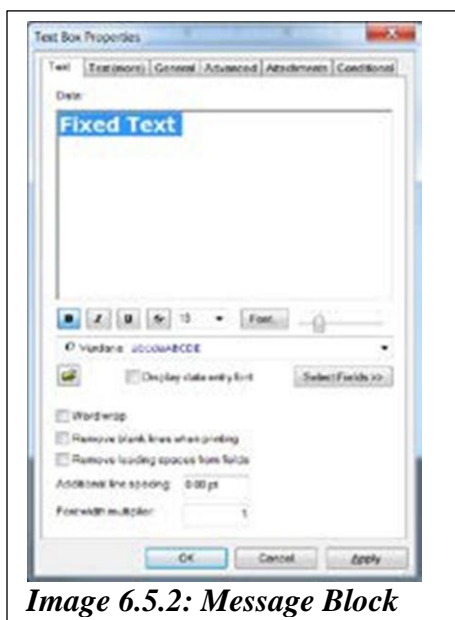 Text Box Properties
Text Text(more) General Advanced Attachments Conditional
Data:
Fixed Text
B I U Font...
Verdana
Display data entry font Select Fields >>
Word wrap
Remove blank lines when printing
Remove leading spaces from fields
Additional line spacing: 0.00 pt
Font width multiplier: 1
OK Cancel Apply
Image 6.5.2: Message Block